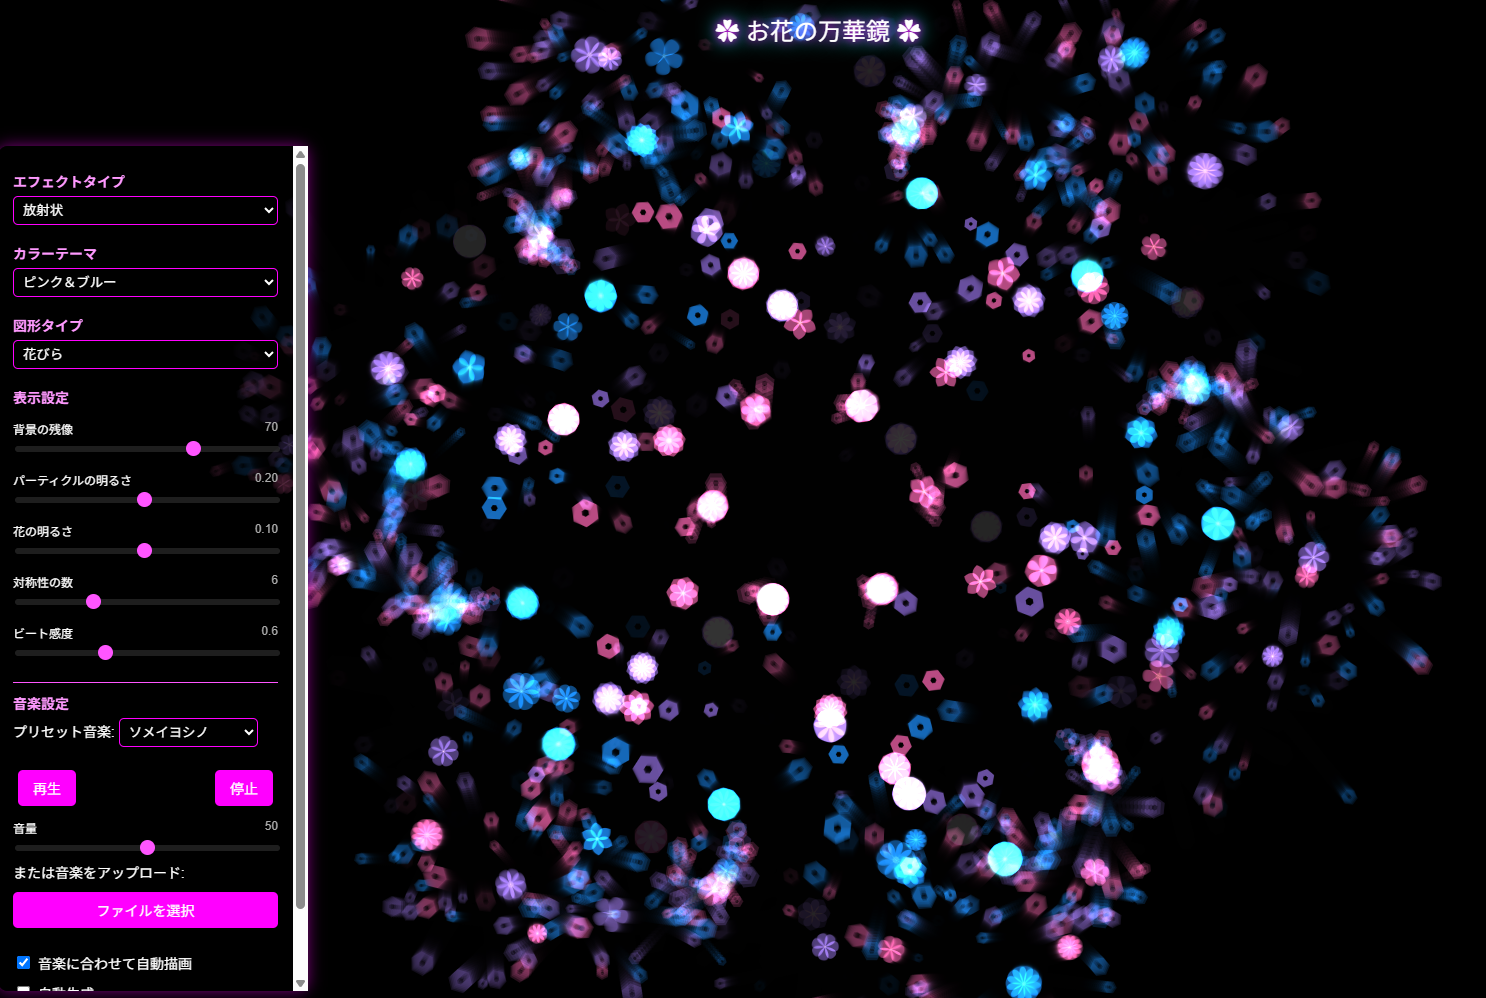 ✽ お花の万華鏡 ✽
エフェクトタイプ
放射状
カラーテーマ
ピンク＆ブルー
図形タイプ
花びら
表示設定
背景の残像 70
パーティクルの明るさ 0.20
花の明るさ 0.10
対称性の数 6
ビート感度 0.6
音楽設定
プリセット音楽: ソメイヨシノ
再生 停止
音量 50
または音楽をアップロード:
ファイルを選択
音楽に合わせて自動描画